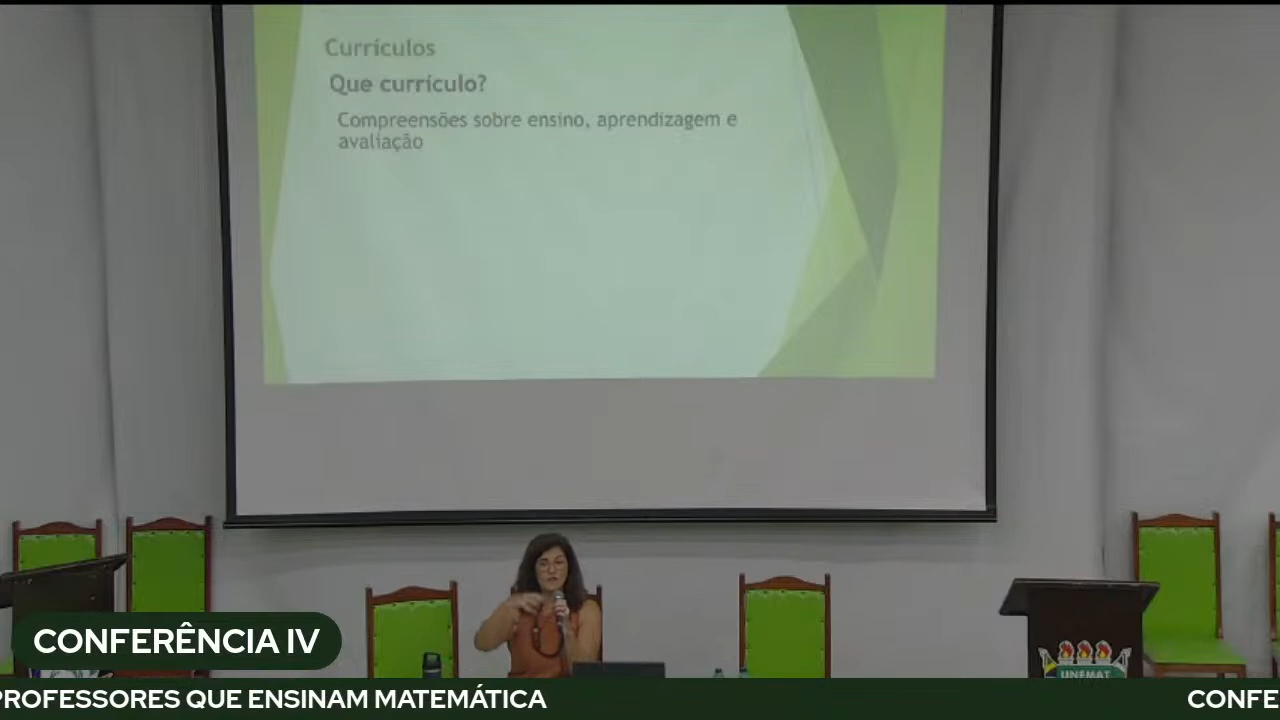 Currículos
Que currículo?
Compreensões sobre ensino, aprendizagem e
avaliação
UNEMAT
CONFERÊNCIA IV
PROFESSORES QUE ENSINAM MATEMÁTICA
CONFE